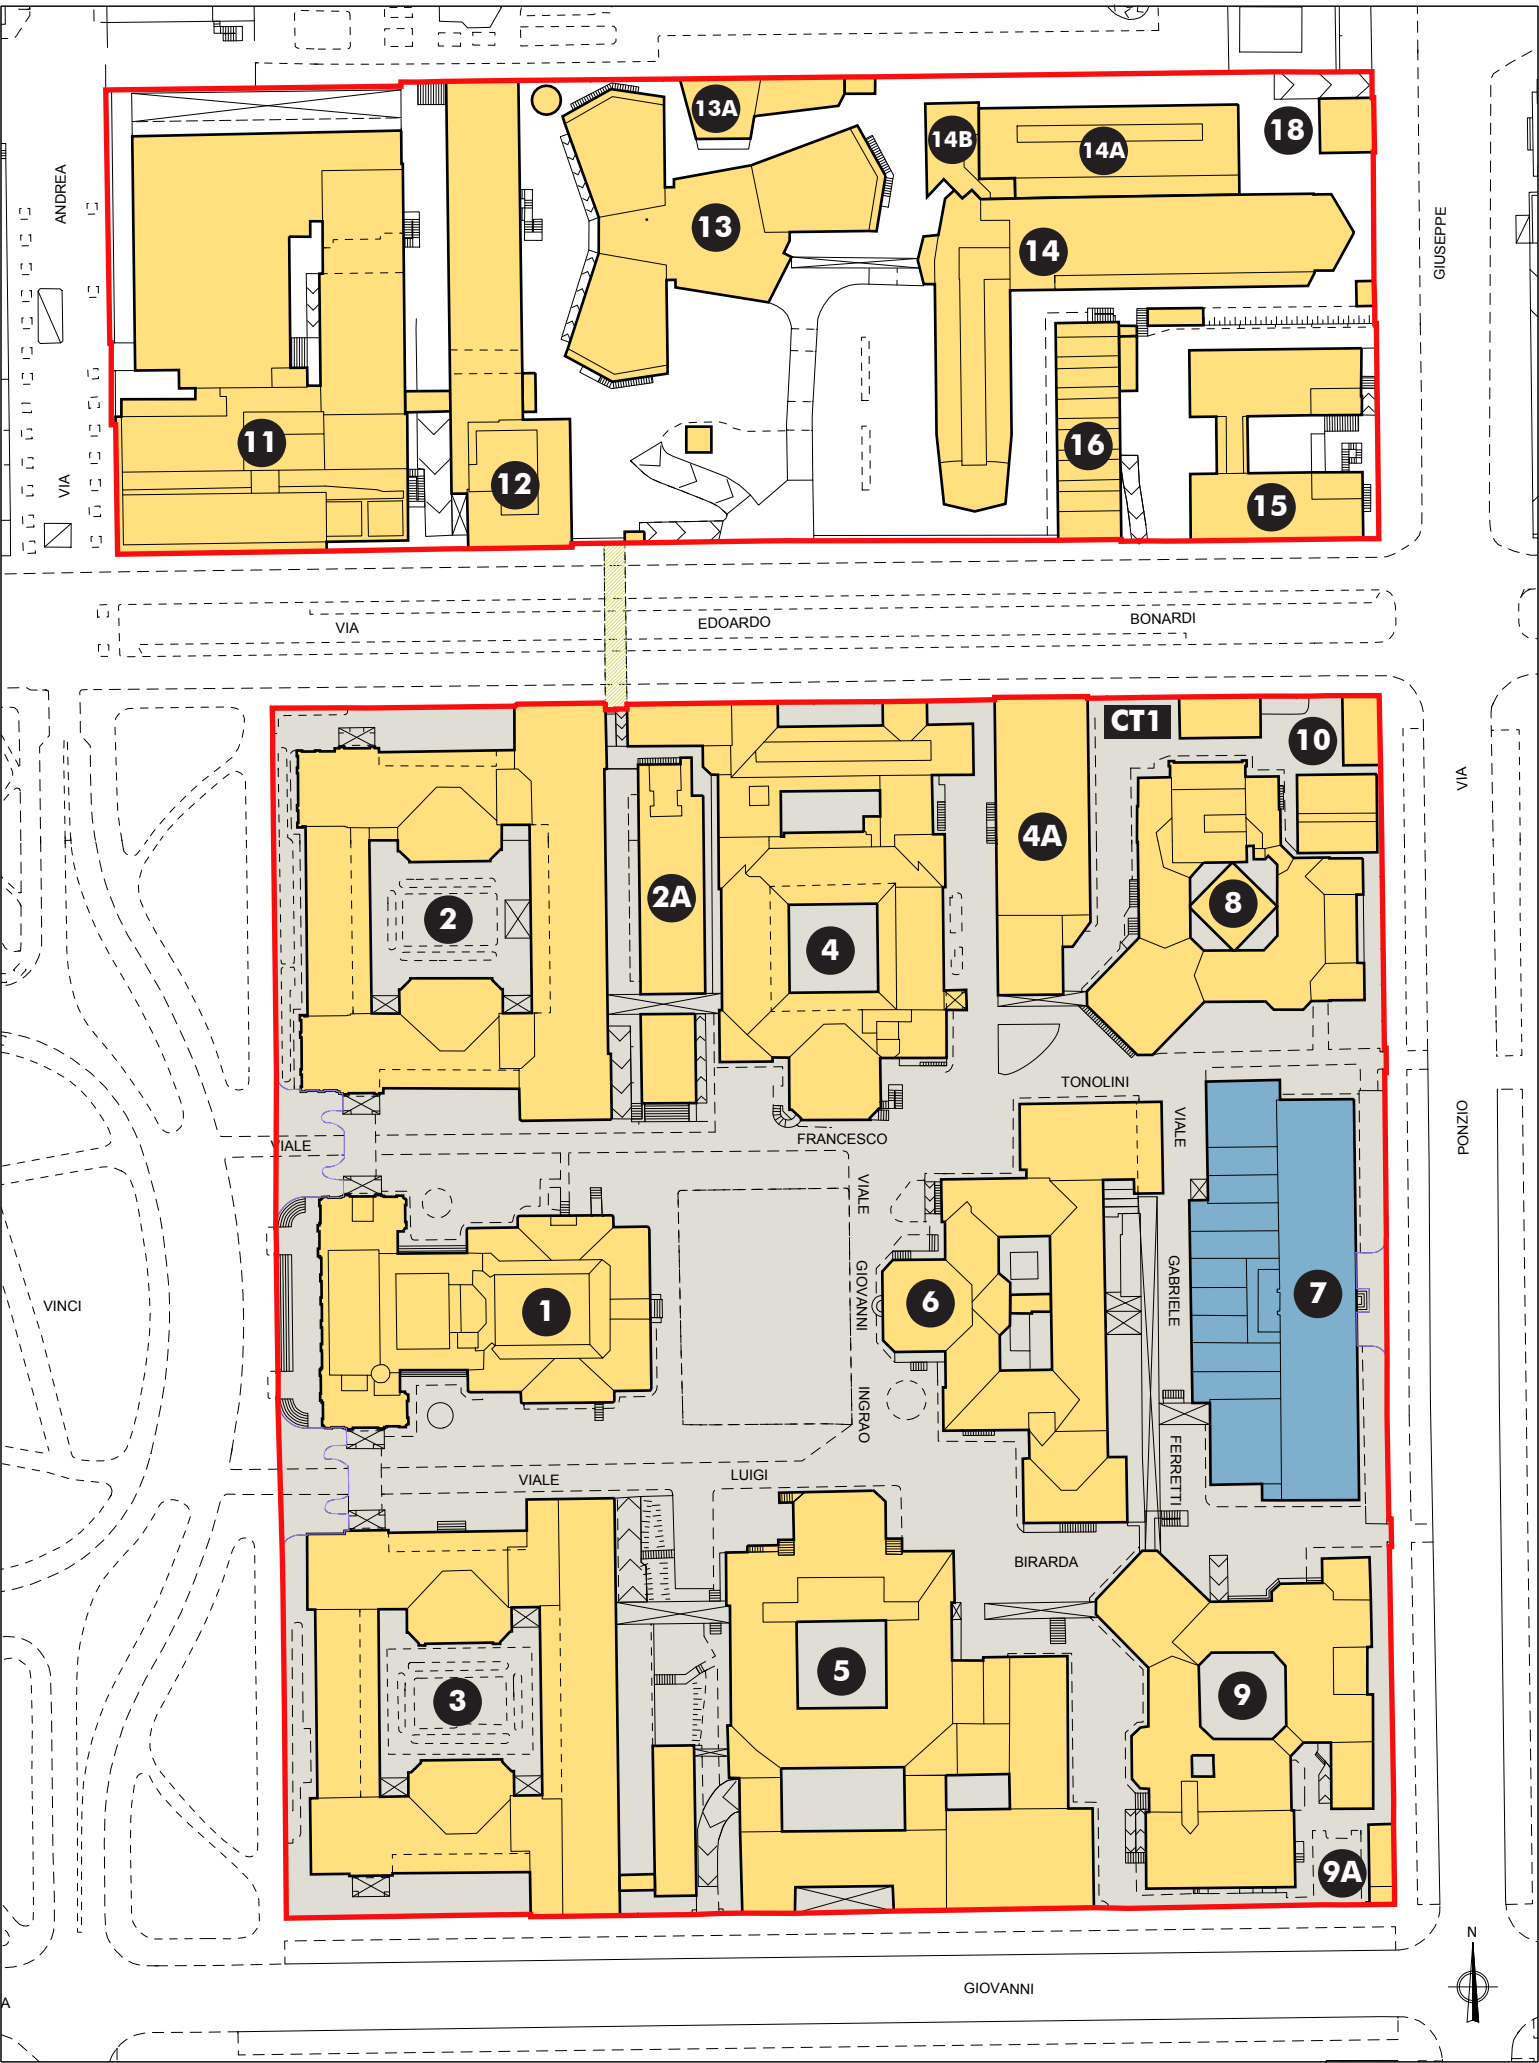 13A
14B
14A
18
ANDREA
13
GIUSEPPE
14
11
16
VIA
12
15
VIA
EDOARDO
BONARDI
CT1
10
VIA
4A
2A
8
2
4
TONOLINI
PONZIO
VIALE
FRANCESCO
VIALE
VIALE
GIOVANNI
GABRIELE
7
VINCI
1
6
INGRAO
FERRETTI
VIALE
LUIGI
BIRARDA
5
9
3
9A
N
GIOVANNI
A